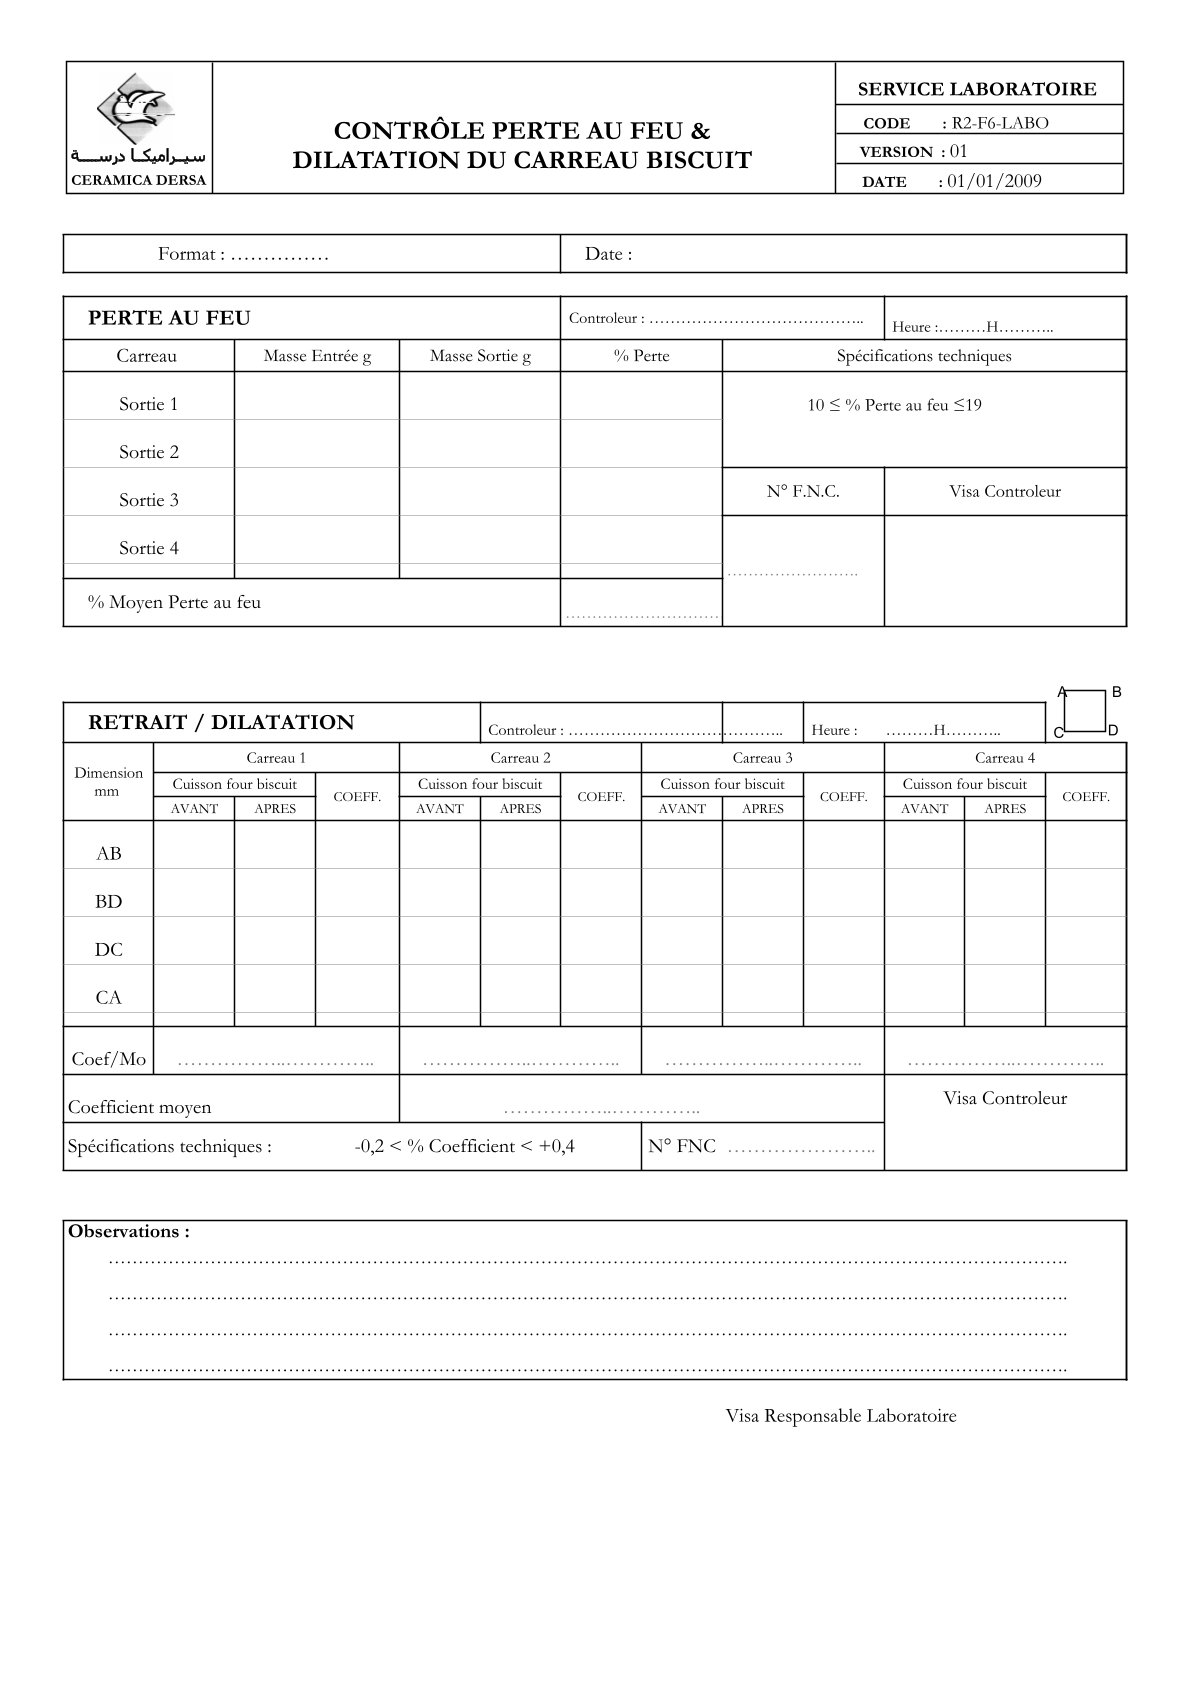 سيراميكا درسة
CERAMICA DERSA
CONTRÔLE PERTE AU FEU &
DILATATION DU CARREAU BISCUIT
SERVICE LABORATOIRE
CODE : R2-F6-LABO
VERSION : 01
DATE : 01/01/2009
Format : …………… Date :
PERTE AU FEU Controleur : ………………………………….. Heure :………H………..
Carreau Masse Entrée g Masse Sortie g % Perte Spécifications techniques
Sortie 1 10 ≤ % Perte au feu ≤19
Sortie 2
Sortie 3 N° F.N.C. Visa Controleur
Sortie 4
…………………….
% Moyen Perte au feu ………………………..
A B
C D
RETRAIT / DILATATION Controleur : ………………………………….. Heure : ………H………..
Dimension
mm
Carreau 1 Carreau 2 Carreau 3 Carreau 4
Cuisson four biscuit COEFF. Cuisson four biscuit COEFF. Cuisson four biscuit COEFF. Cuisson four biscuit COEFF.
AVANT APRES AVANT APRES AVANT APRES AVANT APRES
AB
BD
DC
CA
Coef/Mo ……………..………….. ……………..………….. ……………..………….. ……………..…………..
Coefficient moyen ……………..………….. Visa Controleur
Spécifications techniques : -0,2 < % Coefficient < +0,4 N° FNC …………………..
Observations :
…………………………………………………………………………………………………………………………….
…………………………………………………………………………………………………………………………….
…………………………………………………………………………………………………………………………….
…………………………………………………………………………………………………………………………….
Visa Responsable Laboratoire